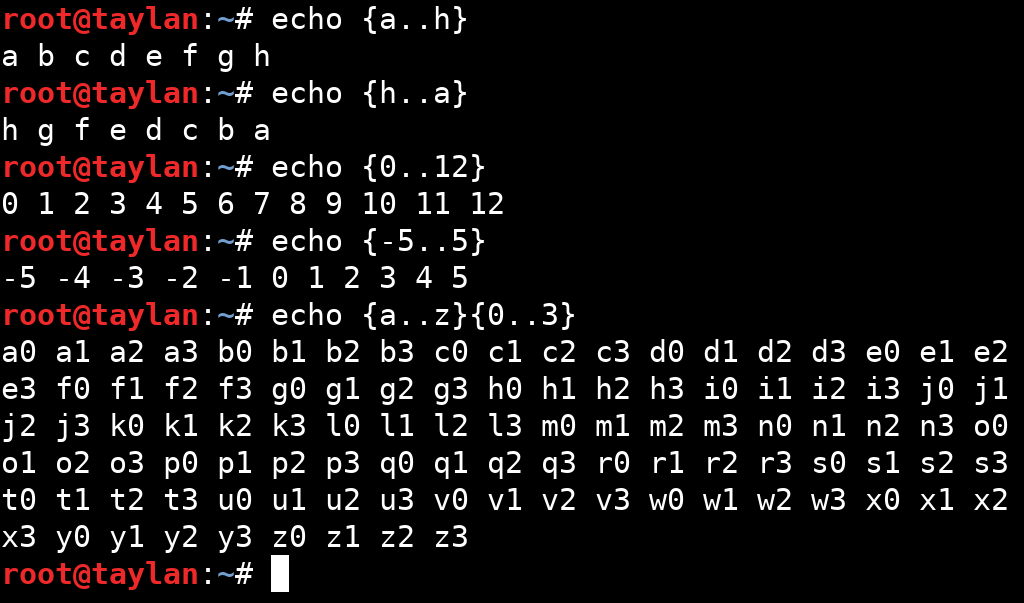 root@taylan:~# echo {a..h}
a b c d e f g h
root@taylan:~# echo {h..a}
h g f e d c b a
root@taylan:~# echo {0..12}
0 1 2 3 4 5 6 7 8 9 10 11 12
root@taylan:~# echo {-5..5}
-5 -4 -3 -2 -1 0 1 2 3 4 5
root@taylan:~# echo {a..z}{0..3}
a0 a1 a2 a3 b0 b1 b2 b3 c0 c1 c2 c3 d0 d1 d2 d3 e0 e1 e2
e3 f0 f1 f2 f3 g0 g1 g2 g3 h0 h1 h2 h3 i0 i1 i2 i3 j0 j1
j2 j3 k0 k1 k2 k3 l0 l1 l2 l3 m0 m1 m2 m3 n0 n1 n2 n3 o0
o1 o2 o3 p0 p1 p2 p3 q0 q1 q2 q3 r0 r1 r2 r3 s0 s1 s2 s3
t0 t1 t2 t3 u0 u1 u2 u3 v0 v1 v2 v3 w0 w1 w2 w3 x0 x1 x2
x3 y0 y1 y2 y3 z0 z1 z2 z3
root@taylan:~#